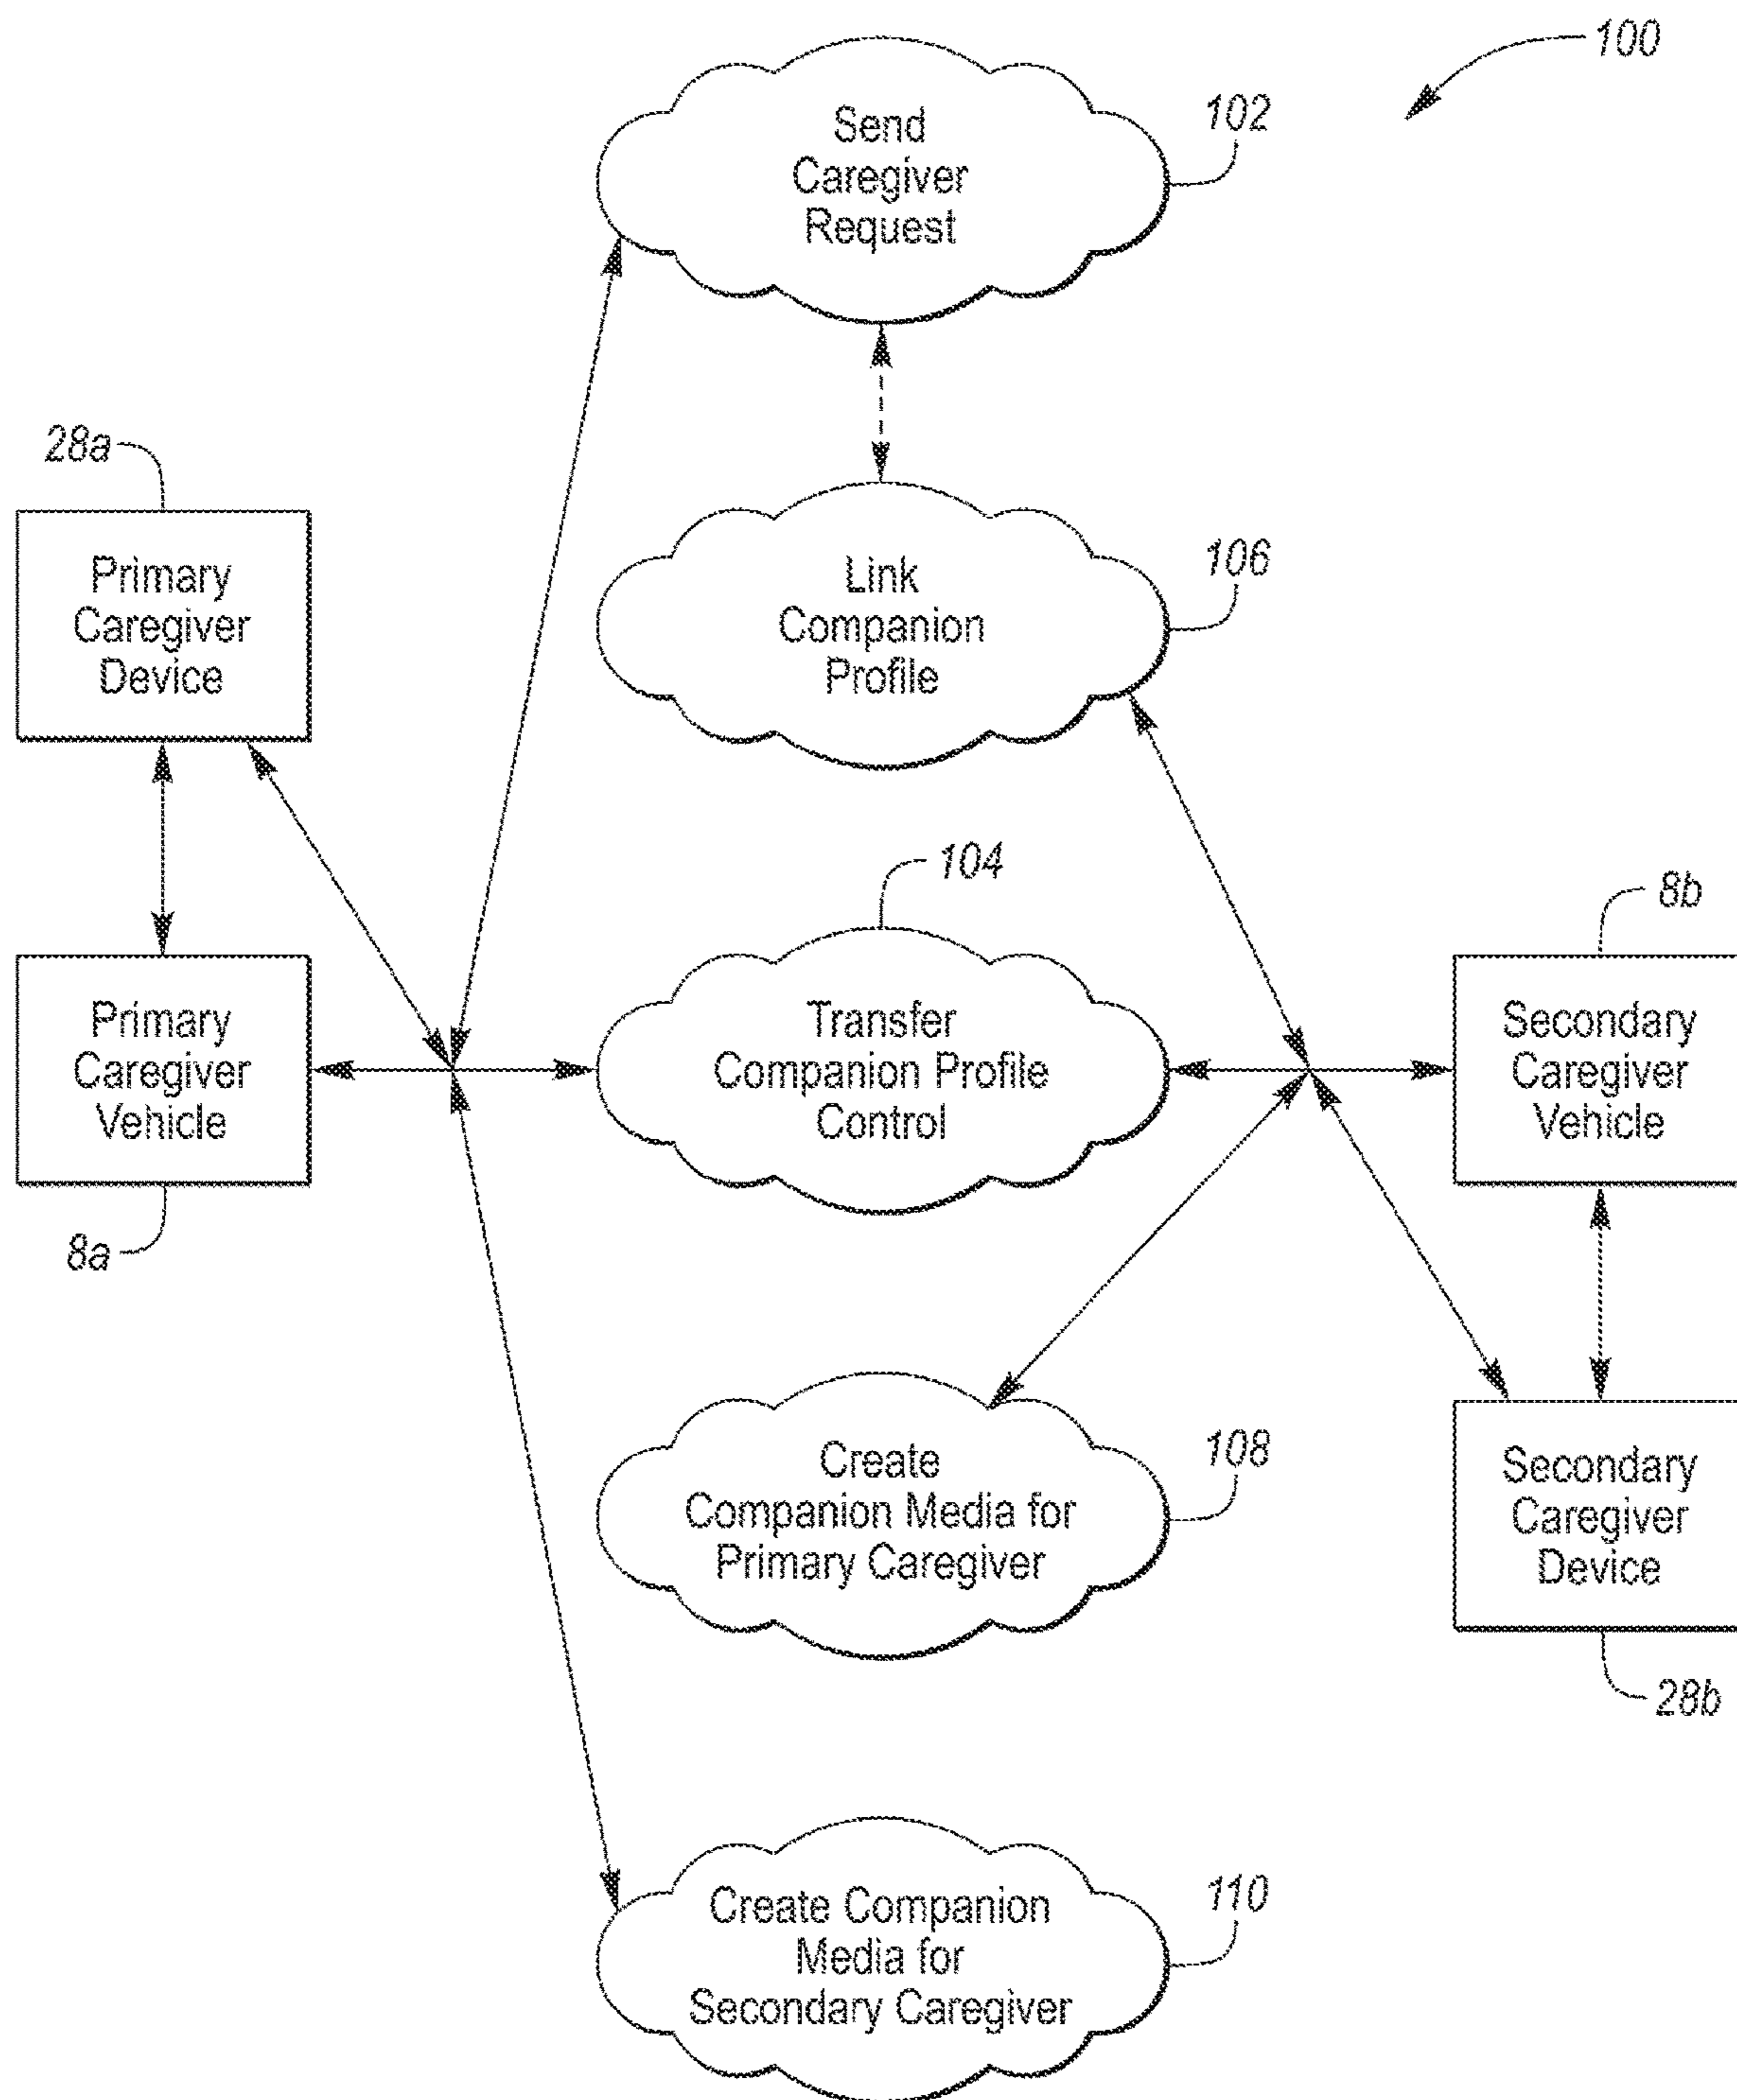 100
102
Send
Caregiver
Request
28a
Primary
Caregiver
Device
106
Link
Companion
Profile
104
8b
Primary
Caregiver
Vehicle
8a
Transfer
Companion Profile
Control
Secondary
Caregiver
Vehicle
108
Create
Companion Media for
Primary Caregiver
Secondary
Caregiver
Device
28b
110
Create Companion
Media for
Secondary Caregiver